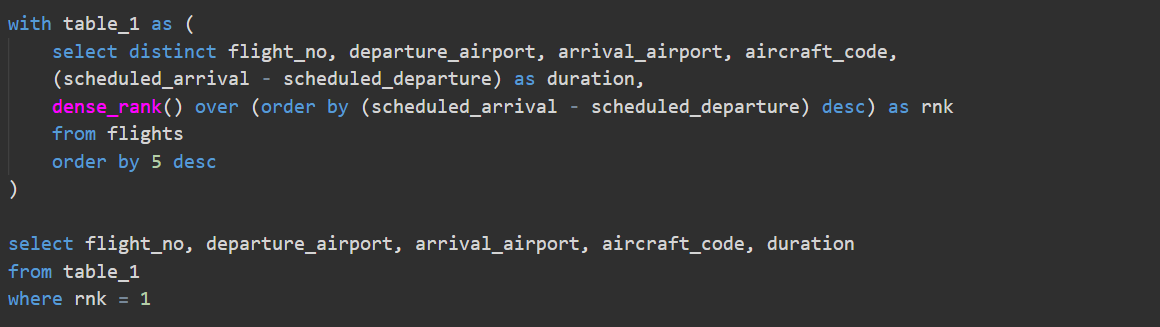 with table_1 as (
    select distinct flight_no, departure_airport, arrival_airport, aircraft_code,
    (scheduled_arrival - scheduled_departure) as duration,
    dense_rank() over (order by (scheduled_arrival - scheduled_departure) desc) as rnk
    from flights
    order by 5 desc
)
select flight_no, departure_airport, arrival_airport, aircraft_code, duration
from table_1
where rnk = 1